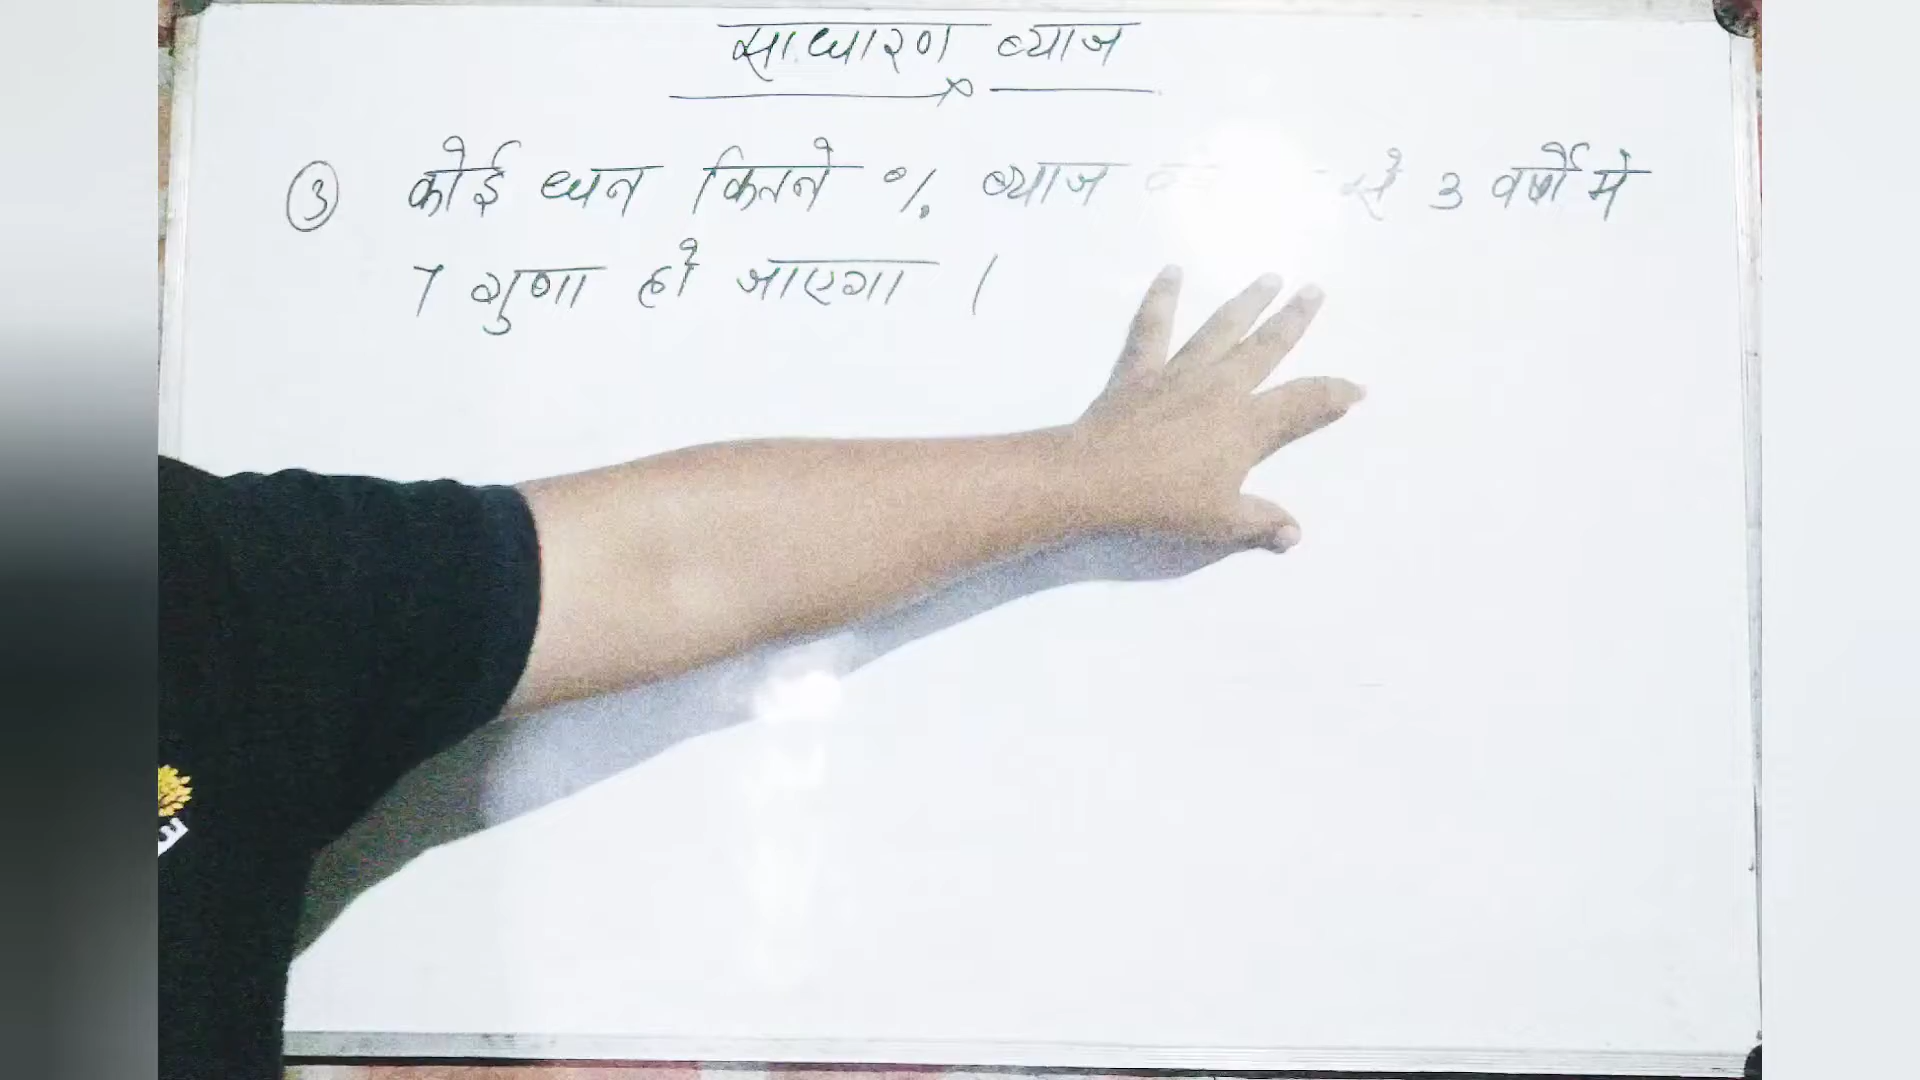 साधारण ब्याज
③ कोई धन कितने % ब्याज से 3 वर्षों में
7 गुणा हो जाएगा ।